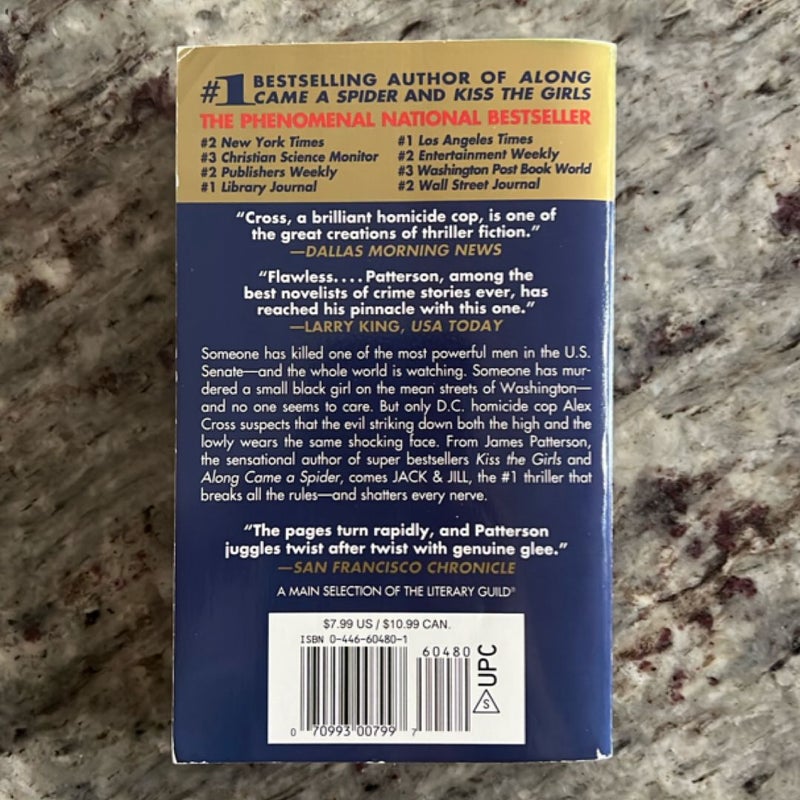 #1 BESTSELLING AUTHOR OF ALONG
CAME A SPIDER AND KISS THE GIRLS
THE PHENOMENAL NATIONAL BESTSELLER
#2 New York Times
#3 Christian Science Monitor
#2 Publishers Weekly
#1 Library Journal
#1 Los Angeles Times
#2 Entertainment Weekly
#3 Washington Post Book World
#2 Wall Street Journal
“Cross, a brilliant homicide cop, is one of
the great creations of thriller fiction.”
—DALLAS MORNING NEWS
“Flawless.... Patterson, among the
best novelists of crime stories ever, has
reached his pinnacle with this one.”
—LARRY KING, USA TODAY
Someone has killed one of the most powerful men in the U.S.
Senate—and the whole world is watching. Someone has mur-
dered a small black girl on the mean streets of Washington—
and no one seems to care. But only D.C. homicide cop Alex
Cross suspects that the evil striking down both the high and the
lowly wears the same shocking face. From James Patterson,
the sensational author of super bestsellers Kiss the Girls and
Along Came a Spider, comes JACK & JILL, the #1 thriller that
breaks all the rules—and shatters every nerve.
“The pages turn rapidly, and Patterson
juggles twist after twist with genuine glee.”
—SAN FRANCISCO CHRONICLE
A MAIN SELECTION OF THE LITERARY GUILD®
$7.99 US / $10.99 CAN.
ISBN 0-446-60480-1
60480
UPC
S
0 70993 00799 7